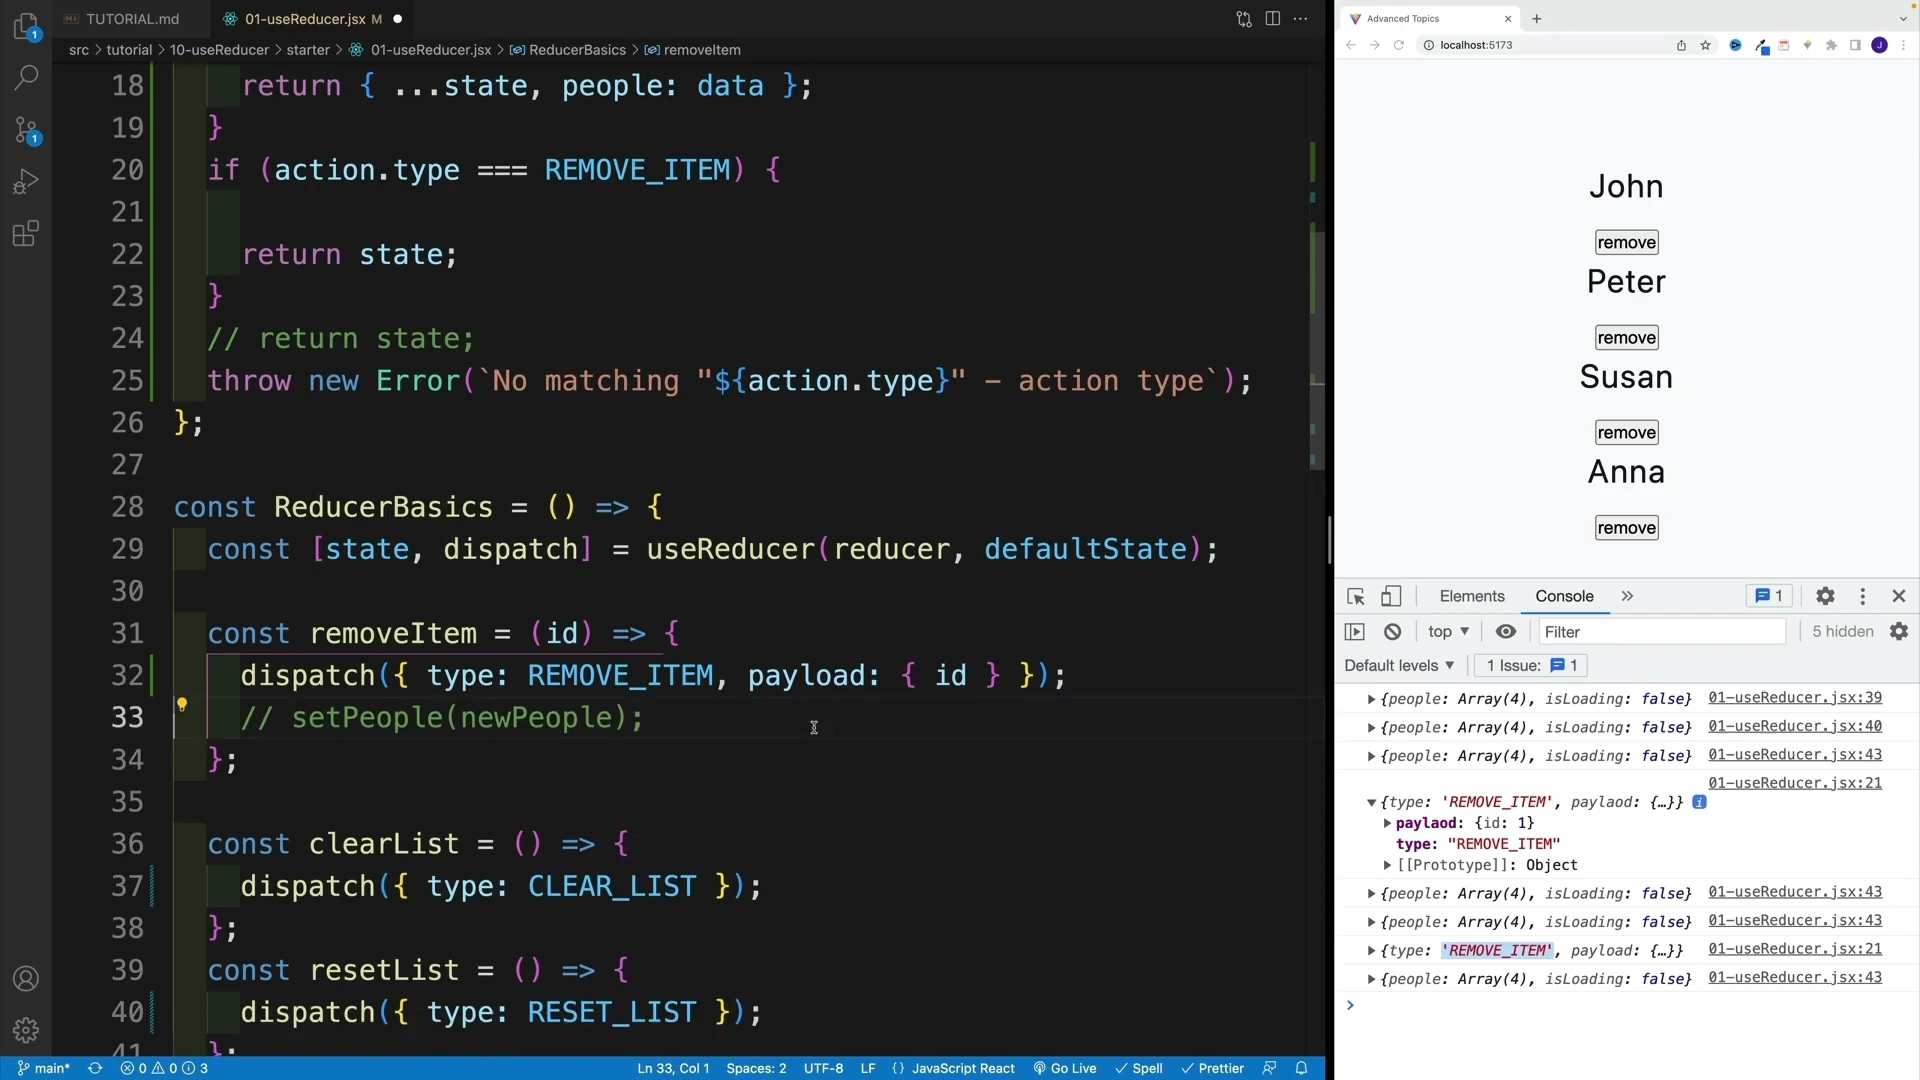 TUTORIAL.md
01-useReducer.jsx M
src > tutorial > 10-useReducer > starter > 01-useReducer.jsx > ReducerBasics > removeItem
18 return { ...state, people: data };
19 }
20 if (action.type === REMOVE_ITEM) {
21
22 return state;
23 }
24 // return state;
25 throw new Error(`No matching "${action.type}" - action type`);
26 };
27
28 const ReducerBasics = () => {
29 const [state, dispatch] = useReducer(reducer, defaultState);
30
31 const removeItem = (id) => {
32 dispatch({ type: REMOVE_ITEM, payload: { id } });
33 // setPeople(newPeople);
34 };
35
36 const clearList = () => {
37 dispatch({ type: CLEAR_LIST });
38 };
39 const resetList = () => {
40 dispatch({ type: RESET_LIST });
41 };
1
1
main* 0 0 3 Ln 33, Col 1 Spaces: 2 UTF-8 LF {} JavaScript React Go Live Spell Prettier
Advanced Topics
localhost:5173
J
John
remove
Peter
remove
Susan
remove
Anna
remove
Elements Console » 1
top Filter 5 hidden
Default levels 1 Issue: 1
{people: Array(4), isLoading: false} 01-useReducer.jsx:39
{people: Array(4), isLoading: false} 01-useReducer.jsx:40
{people: Array(4), isLoading: false} 01-useReducer.jsx:43
01-useReducer.jsx:21
{type: 'REMOVE_ITEM', paylaod: {…}} i
paylaod: {id: 1}
type: "REMOVE_ITEM"
[[Prototype]]: Object
{people: Array(4), isLoading: false} 01-useReducer.jsx:43
{people: Array(4), isLoading: false} 01-useReducer.jsx:43
{type: 'REMOVE_ITEM', payload: {…}} 01-useReducer.jsx:21
{people: Array(4), isLoading: false} 01-useReducer.jsx:43